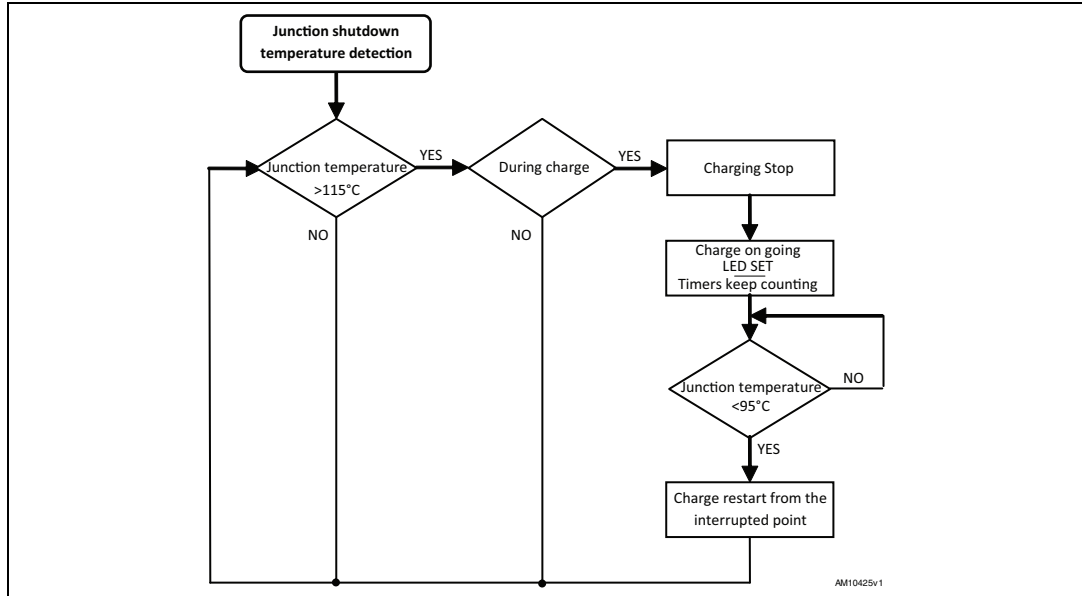 Junction shutdown
temperature detection
Junction temperature
>115°C
YES
NO
During charge
YES
NO
Charging Stop
Charge on going
LED SET
Timers keep counting
Junction temperature
<95°C
NO
YES
Charge restart from the
interrupted point
AM10425v1